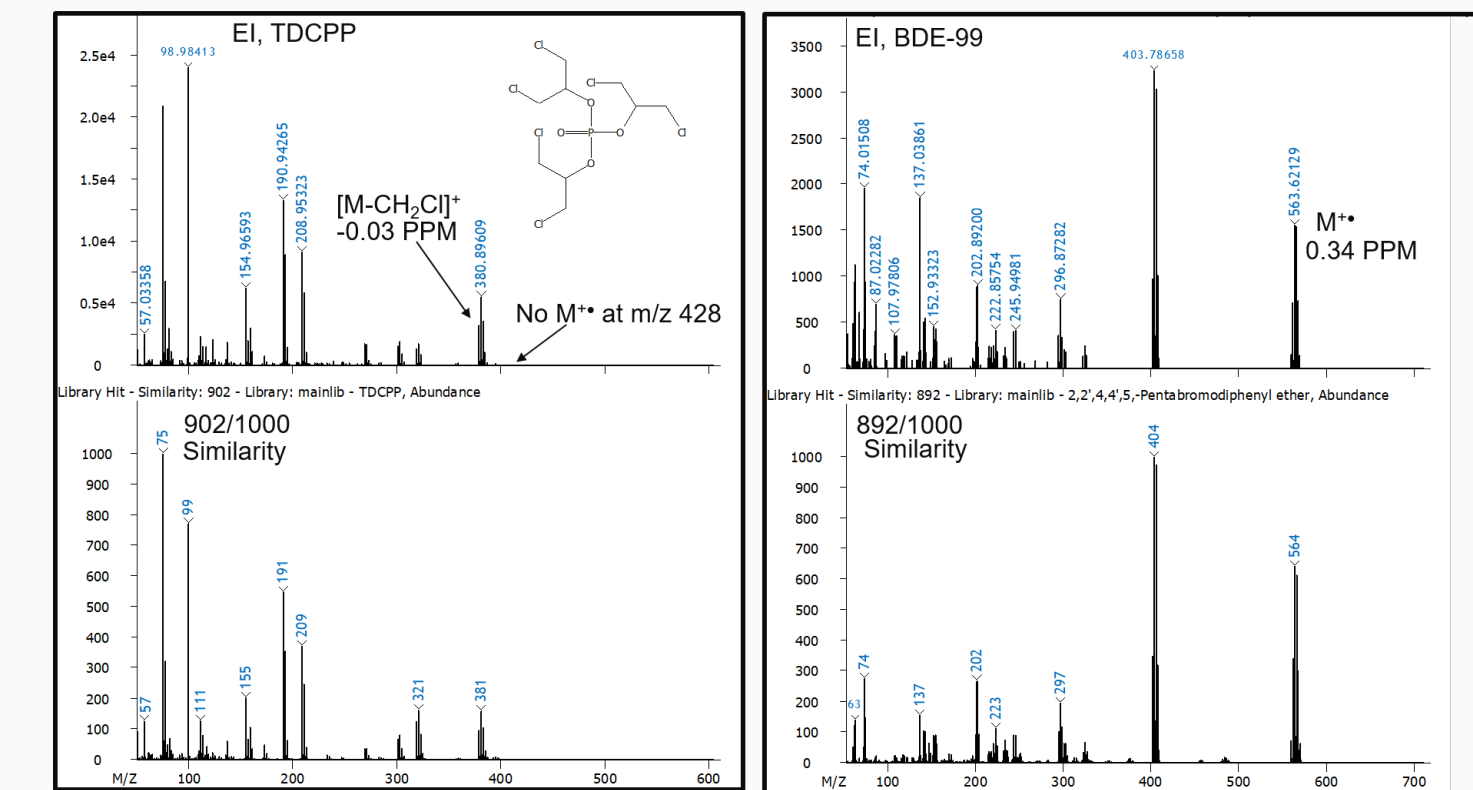 EI, TDCPP
2.5e4
2.0e4
1.5e4
1.0e4
0.5e4
0
98.98413
57.03358
154.96593
190.94265
208.95323
380.89609
[M-CH₂Cl]⁺
-0.03 PPM
No M⁺• at m/z 428
Cl
Cl
Cl
Cl
Cl
Cl
O
O
P
O
O
Library Hit - Similarity: 902 - Library: mainlib - TDCPP, Abundance
902/1000
Similarity
1000
900
800
700
600
500
400
300
200
100
0
57
75
99
111
155
191
209
321
381
M/Z
100
200
300
400
500
600
EI, BDE-99
3500
3000
2500
2000
1500
1000
500
0
74.01508
87.02282
107.97806
137.03861
152.93323
202.89200
222.85754
245.94981
296.87282
403.78658
563.62129
M⁺•
0.34 PPM
Library Hit - Similarity: 892 - Library: mainlib - 2,2',4,4',5,-Pentabromodiphenyl ether, Abundance
892/1000
Similarity
1000
900
800
700
600
500
400
300
200
100
0
63
74
137
202
223
297
404
564
M/Z
100
200
300
400
500
600
700